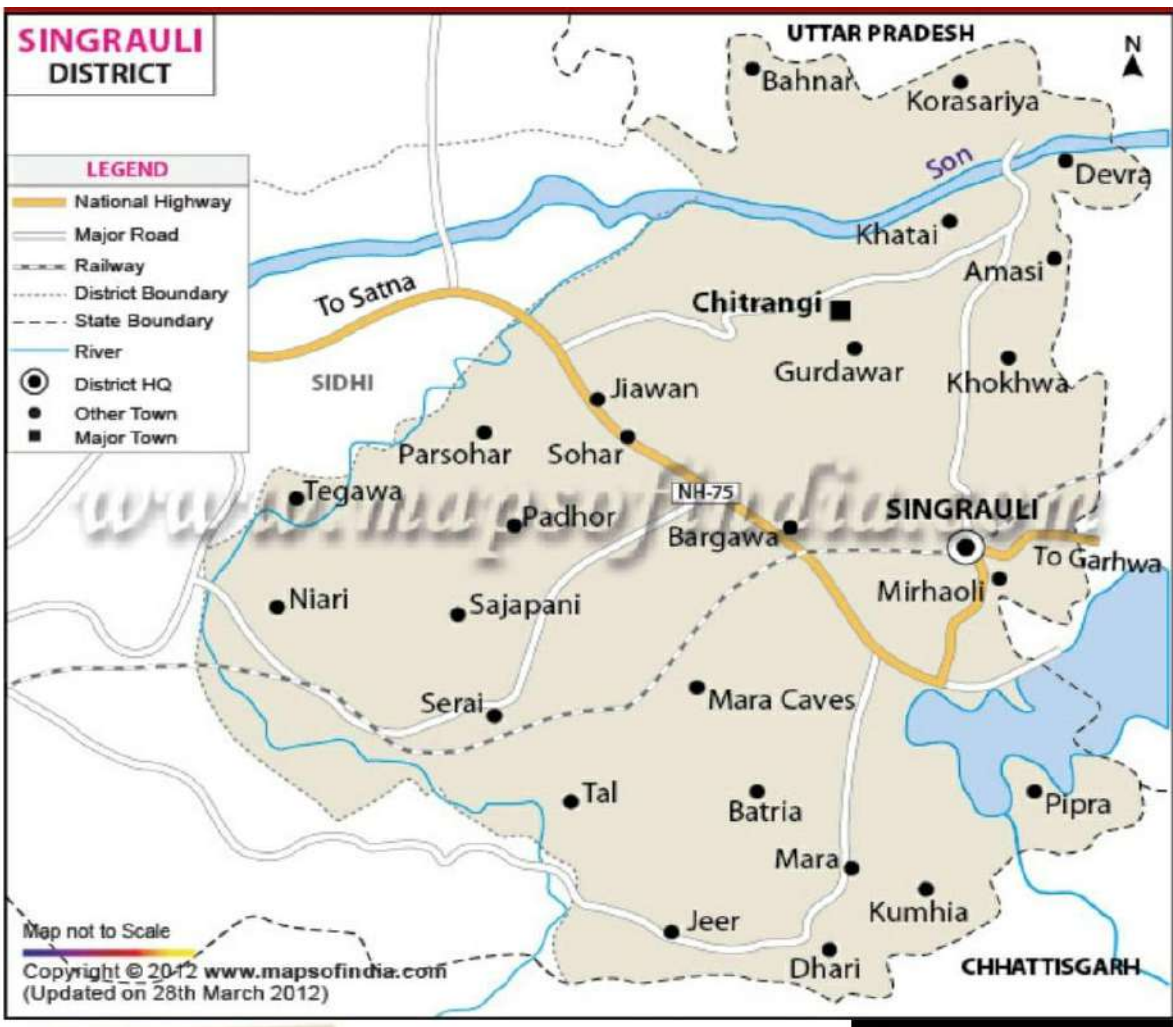 SINGRAULI
DISTRICT
UTTAR PRADESH
N
Bahnar
Korasariya
LEGEND
National Highway
Major Road
Railway
District Boundary
State Boundary
River
District HQ
Other Town
Major Town
Son
Devra
Khatai
Amasi
To Satna
Chitrangi
SIDHI
Gurdawar
Khokhwa
Jiawan
Parsohar
Sohar
Tegawa
NH-75
www.mapsofindia.com
Padhor
Bargawa
SINGRAULI
To Garhwa
Mirhaoli
Niari
Sajapani
Serai
Mara Caves
Tal
Batria
Pipra
Mara
Kumhia
Jeer
Dhari
CHHATTISGARH
Map not to Scale
Copyright © 2012 www.mapsofindia.com
(Updated on 28th March 2012)